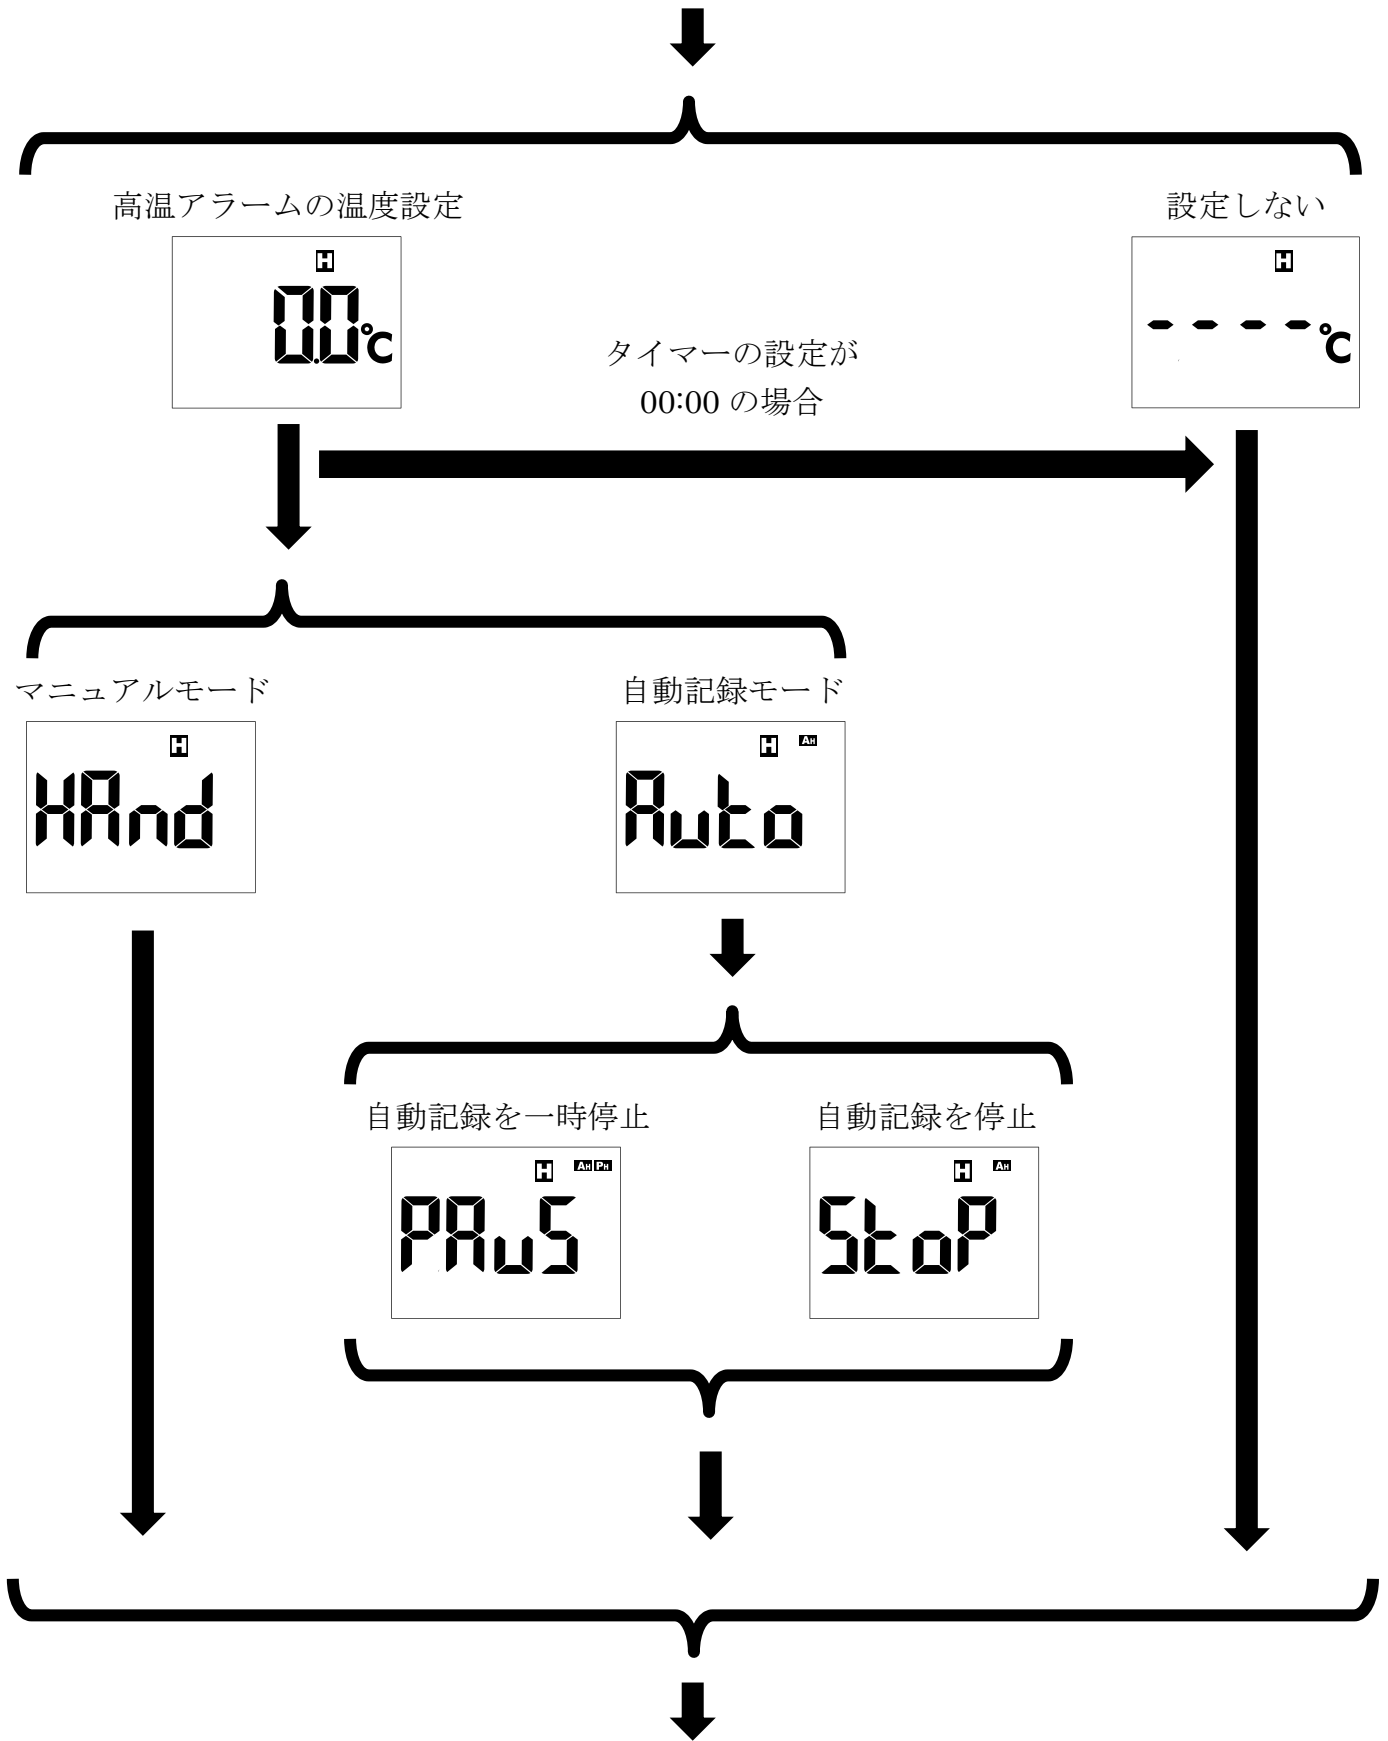 高温アラームの温度設定
設定しない
H
0.0℃
H
- - - -℃
タイマーの設定が
00:00 の場合
マニュアルモード
自動記録モード
H
HAnd
H AH
Auto
自動記録を一時停止
自動記録を停止
H AH PH
PAuS
H AH
StoP